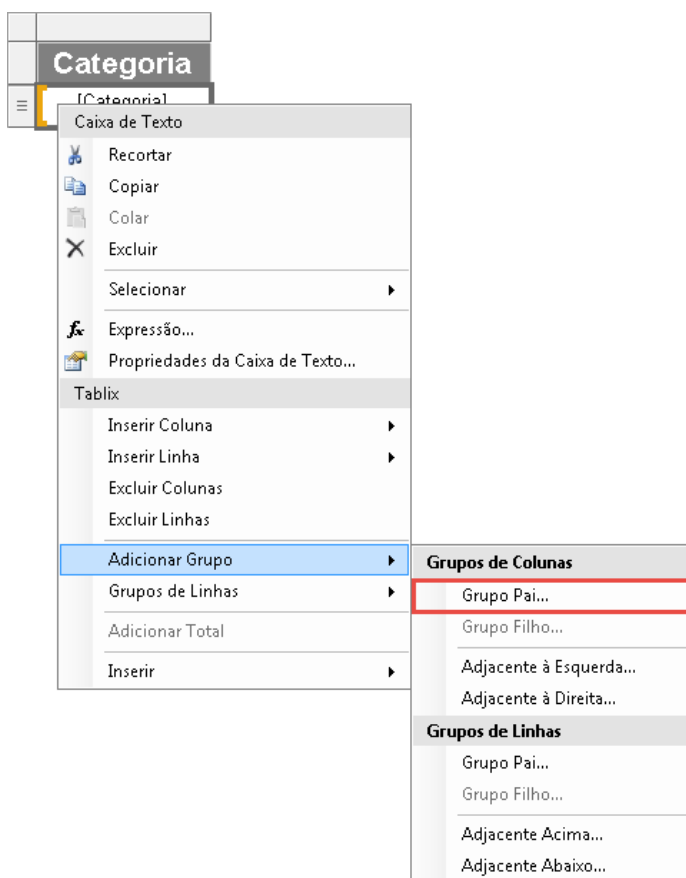 Categoria
[Categoria]
Caixa de Texto
Recortar
Copiar
Colar
Excluir
Selecionar
fx Expressão...
Propriedades da Caixa de Texto...
Tablix
Inserir Coluna
Inserir Linha
Excluir Colunas
Excluir Linhas
Adicionar Grupo
Grupos de Linhas
Adicionar Total
Inserir
Grupos de Colunas
Grupo Pai...
Grupo Filho...
Adjacente à Esquerda...
Adjacente à Direita...
Grupos de Linhas
Grupo Pai...
Grupo Filho...
Adjacente Acima...
Adjacente Abaixo...